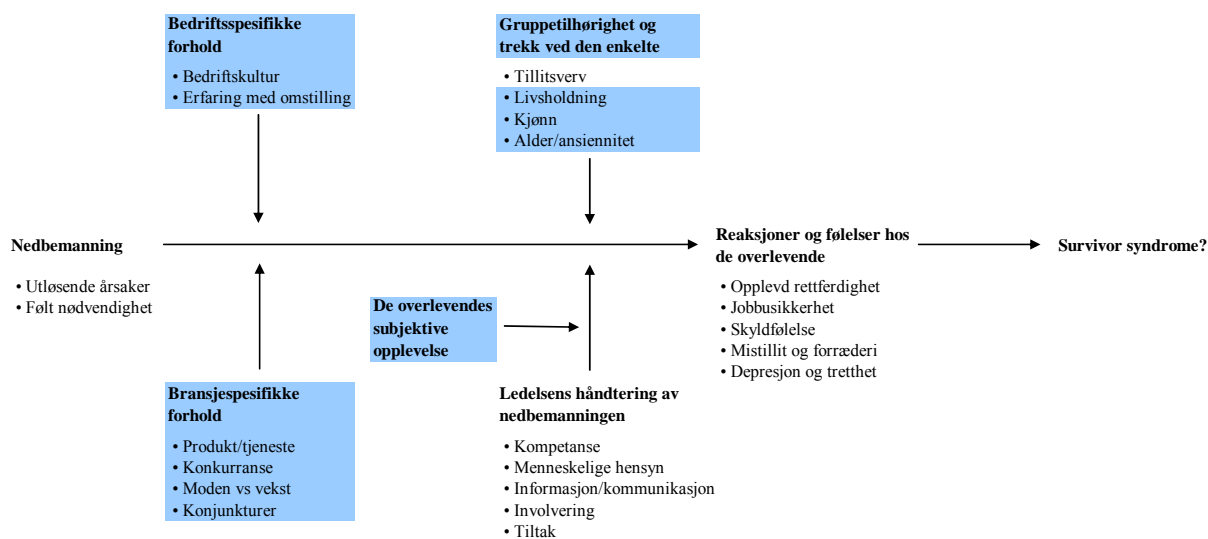 Bedriftsspesifikke
forhold
• Bedriftskultur
• Erfaring med omstilling
Gruppetilhørighet og
trekk ved den enkelte
• Tillitsverv
• Livsholdning
• Kjønn
• Alder/ansiennitet
Nedbemanning
• Utløsende årsaker
• Følt nødvendighet
Reaksjoner og følelser hos
de overlevende
• Opplevd rettferdighet
• Jobbusikkerhet
• Skyldfølelse
• Mistillit og forræderi
• Depresjon og tretthet
Survivor syndrome?
De overlevendes
subjektive
opplevelse
Bransjespesifikke
forhold
• Produkt/tjeneste
• Konkurranse
• Moden vs vekst
• Konjunkturer
Ledelsens håndtering av
nedbemanningen
• Kompetanse
• Menneskelige hensyn
• Informasjon/kommunikasjon
• Involvering
• Tiltak